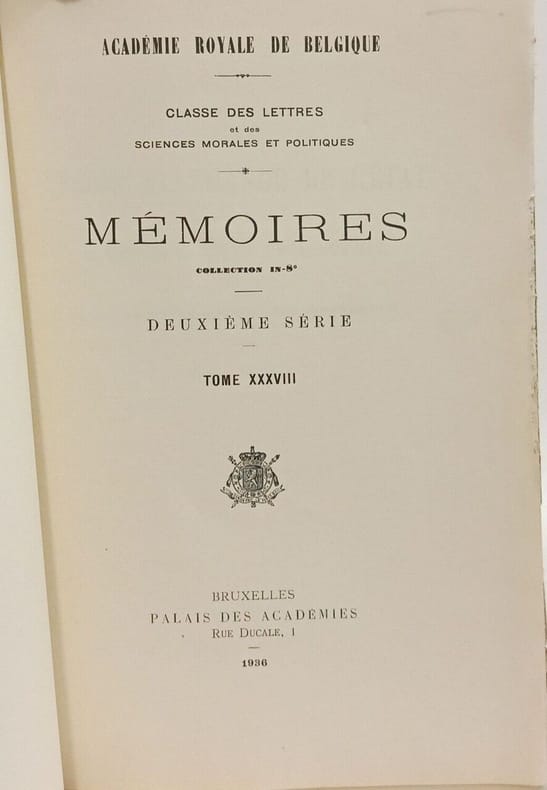 ACADÉMIE ROYALE DE BELGIQUE
CLASSE DES LETTRES
et des
SCIENCES MORALES ET POLITIQUES
MÉMOIRES
COLLECTION IN-8°
DEUXIÈME SÉRIE
TOME XXXVIII
BRUXELLES
PALAIS DES ACADÉMIES
RUE DUCALE, 1
1936